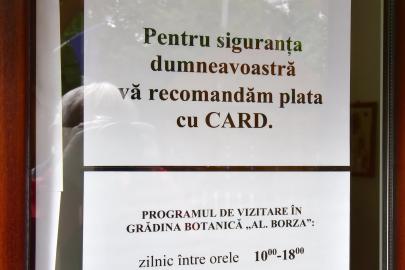 Pentru siguranța
dumneavoastră
vă recomandăm plata
cu CARD.
PROGRAMUL DE VIZITARE ÎN
GRĂDINA BOTANICĂ „AL. BORZA”:
zilnic între orele 10⁰⁰-18⁰⁰